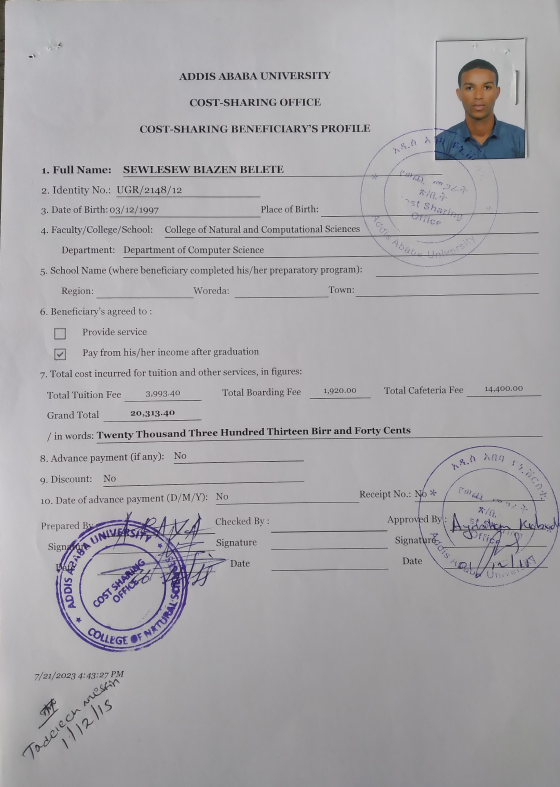 ADDIS ABABA UNIVERSITY
COST-SHARING OFFICE
COST-SHARING BENEFICIARY'S PROFILE
1. Full Name: SEWLESEW BIAZEN BELETE
2. Identity No.: UGR/2148/12
3. Date of Birth: 03/12/1997 Place of Birth:
4. Faculty/College/School: College of Natural and Computational Sciences
Department: Department of Computer Science
5. School Name (where beneficiary completed his/her preparatory program):
Region: Woreda: Town:
6. Beneficiary's agreed to :
Provide service
Pay from his/her income after graduation
7. Total cost incurred for tuition and other services, in figures:
Total Tuition Fee 3,993.40 Total Boarding Fee 1,920.00 Total Cafeteria Fee 14,400.00
Grand Total 20,313.40
/ in words: Twenty Thousand Three Hundred Thirteen Birr and Forty Cents
8. Advance payment (if any): No
9. Discount: No
10. Date of advance payment (D/M/Y): No Receipt No.: No
Prepared By Checked By : Approved By :
Signature Signature
Date Date
ADDIS ABABA UNIVERSITY
COST SHARING
OFFICE
COLLEGE OF NATURAL
አዲስ አበባ
Cost Sharing
Office
Addis Ababa University
7/21/2023 4:43:27 PM
1/12/15